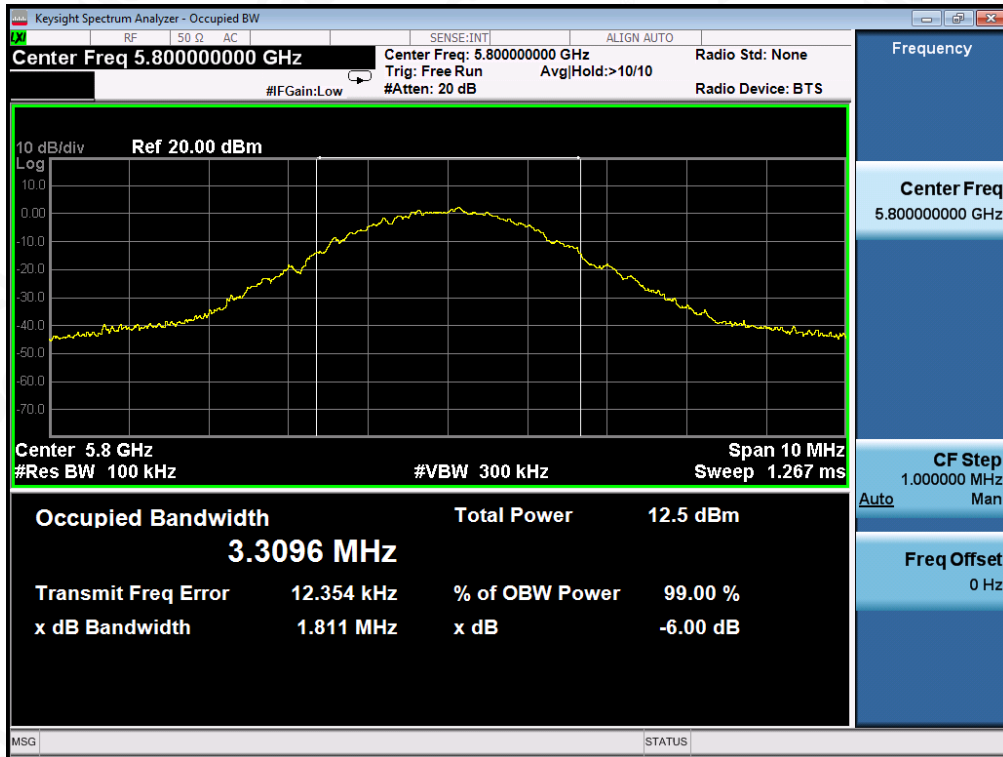 Keysight Spectrum Analyzer - Occupied BW
LXI RF 50 Ω AC SENSE:INT ALIGN AUTO
Center Freq 5.800000000 GHz
#IFGain:Low
Center Freq: 5.800000000 GHz
Trig: Free Run Avg|Hold:>10/10
#Atten: 20 dB
Radio Std: None
Radio Device: BTS
10 dB/div Ref 20.00 dBm
Log
10.0
0.00
-10.0
-20.0
-30.0
-40.0
-50.0
-60.0
-70.0
Center 5.8 GHz Span 10 MHz
#Res BW 100 kHz #VBW 300 kHz Sweep 1.267 ms
Occupied Bandwidth Total Power 12.5 dBm
3.3096 MHz
Transmit Freq Error 12.354 kHz % of OBW Power 99.00 %
x dB Bandwidth 1.811 MHz x dB -6.00 dB
MSG STATUS
Frequency
Center Freq
5.800000000 GHz
CF Step
1.000000 MHz
Auto Man
Freq Offset
0 Hz